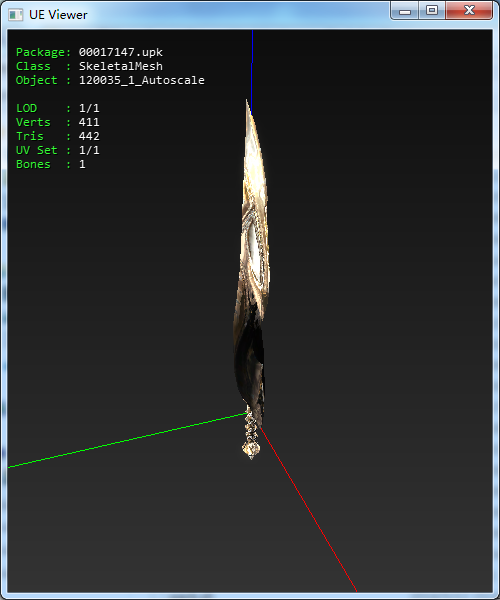 UE Viewer
Package: 00017147.upk
Class : SkeletalMesh
Object : 120035_1_Autoscale
LOD : 1/1
Verts : 411
Tris : 442
UV Set : 1/1
Bones : 1